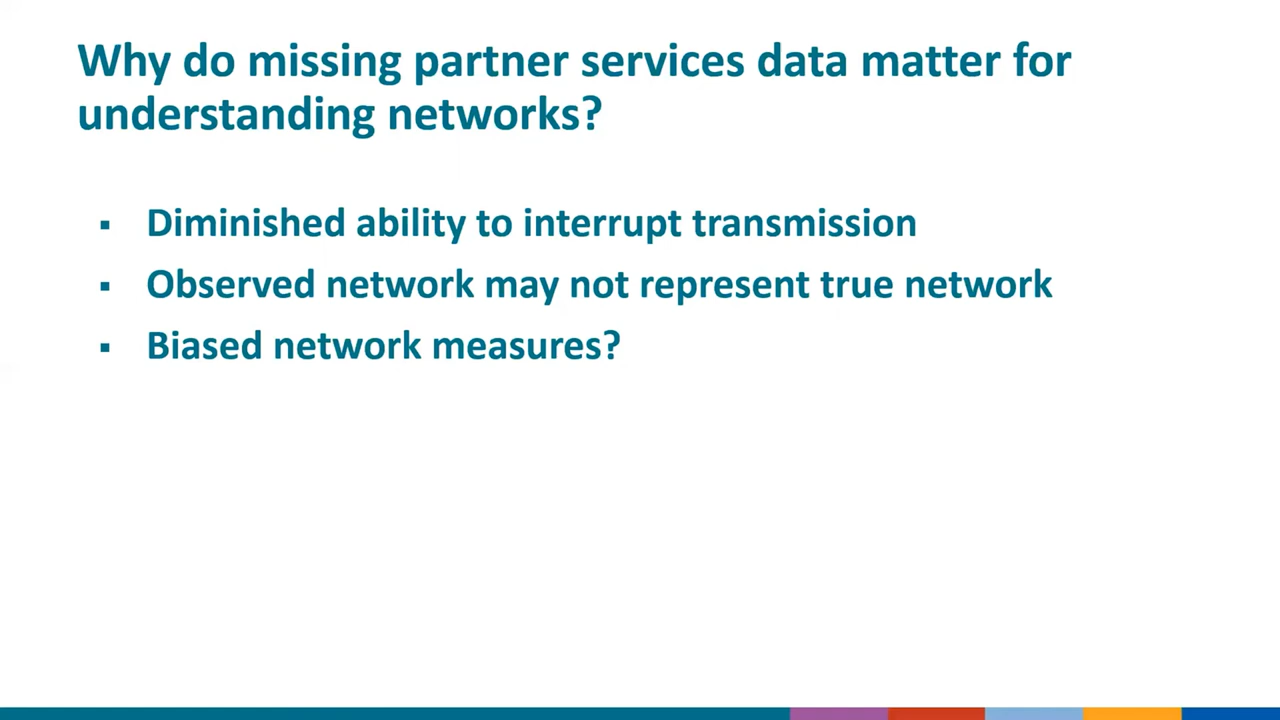 Why do missing partner services data matter for
understanding networks?
▪ Diminished ability to interrupt transmission
▪ Observed network may not represent true network
▪ Biased network measures?